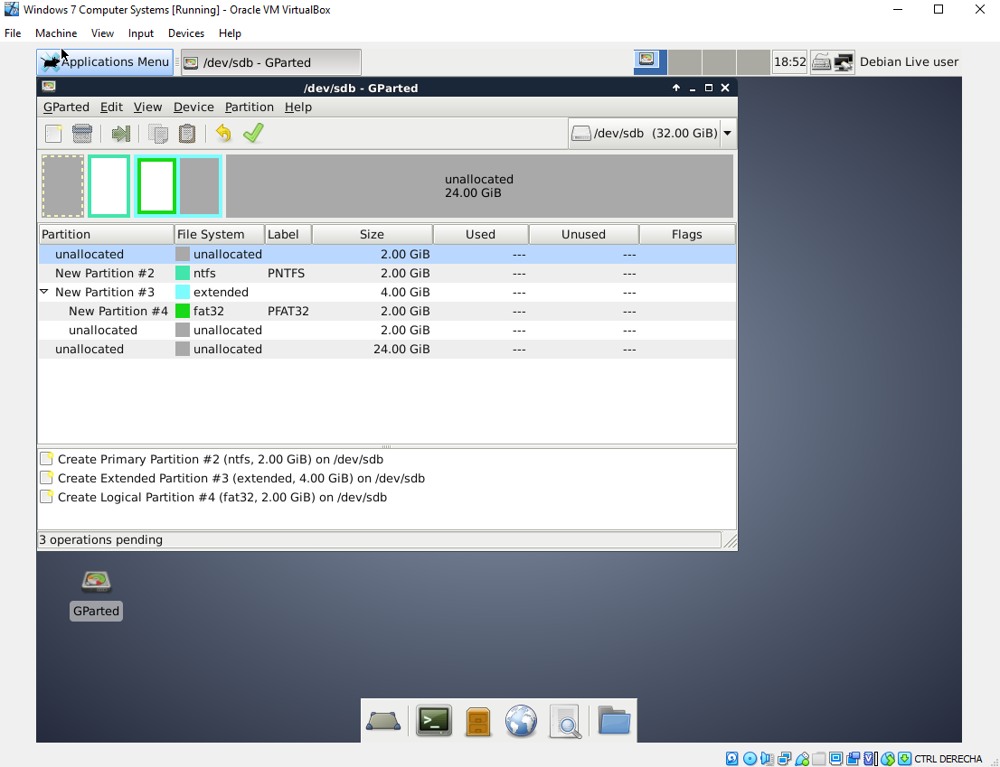 Windows 7 Computer Systems [Running] - Oracle VM VirtualBox
File Machine View Input Devices Help
Applications Menu /dev/sdb - GParted 18:52 Debian Live user
/dev/sdb - GParted
GParted Edit View Device Partition Help
/dev/sdb (32.00 GiB)
unallocated
24.00 GiB
Partition File System Label Size Used Unused Flags
unallocated unallocated 2.00 GiB --- ---
New Partition #2 ntfs PNTFS 2.00 GiB --- ---
New Partition #3 extended 4.00 GiB --- ---
New Partition #4 fat32 PFAT32 2.00 GiB --- ---
unallocated unallocated 2.00 GiB --- ---
unallocated unallocated 24.00 GiB --- ---
Create Primary Partition #2 (ntfs, 2.00 GiB) on /dev/sdb
Create Extended Partition #3 (extended, 4.00 GiB) on /dev/sdb
Create Logical Partition #4 (fat32, 2.00 GiB) on /dev/sdb
3 operations pending
GParted
CTRL DERECHA